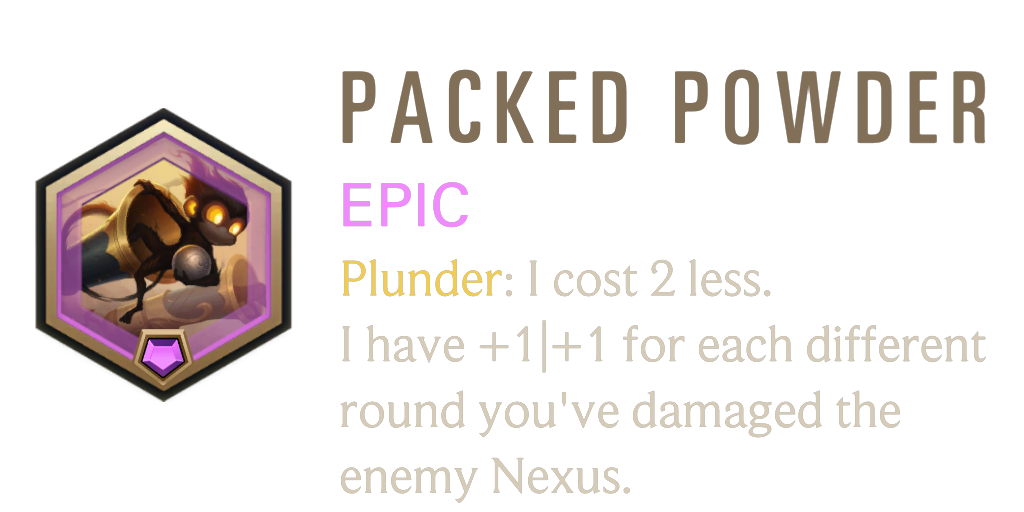 PACKED POWDER
EPIC
Plunder: I cost 2 less.
I have +1|+1 for each different
round you've damaged the
enemy Nexus.